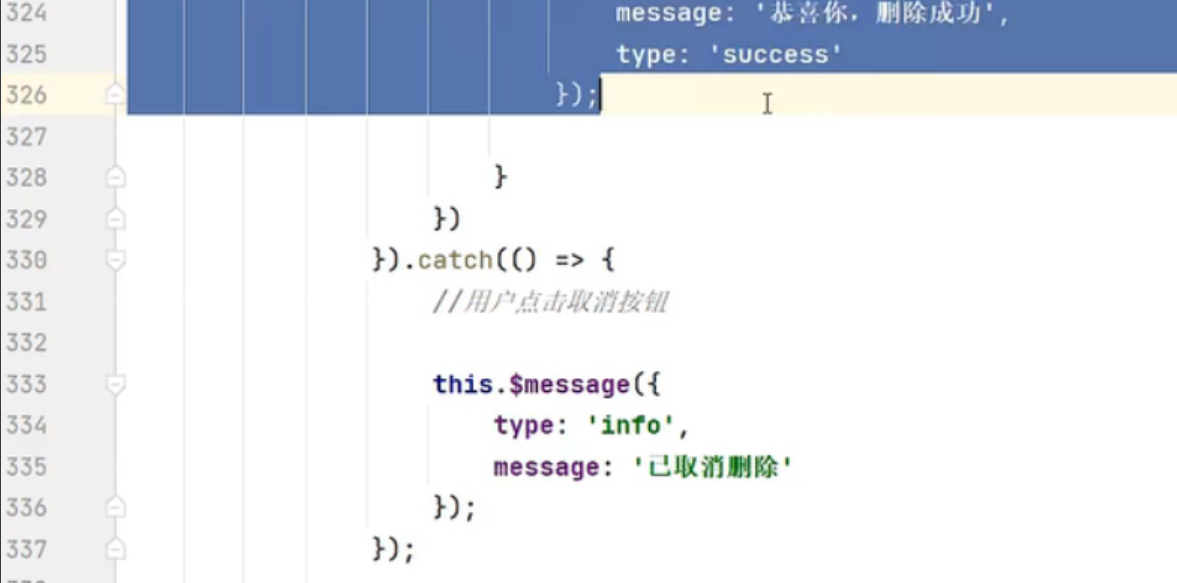 324 message: '恭喜你，删除成功',
325 type: 'success'
326 });
327
328 }
329 })
330 }).catch(() => {
331 //用户点击取消按钮
332
333 this.$message({
334 type: 'info',
335 message: '已取消删除'
336 });
337 });